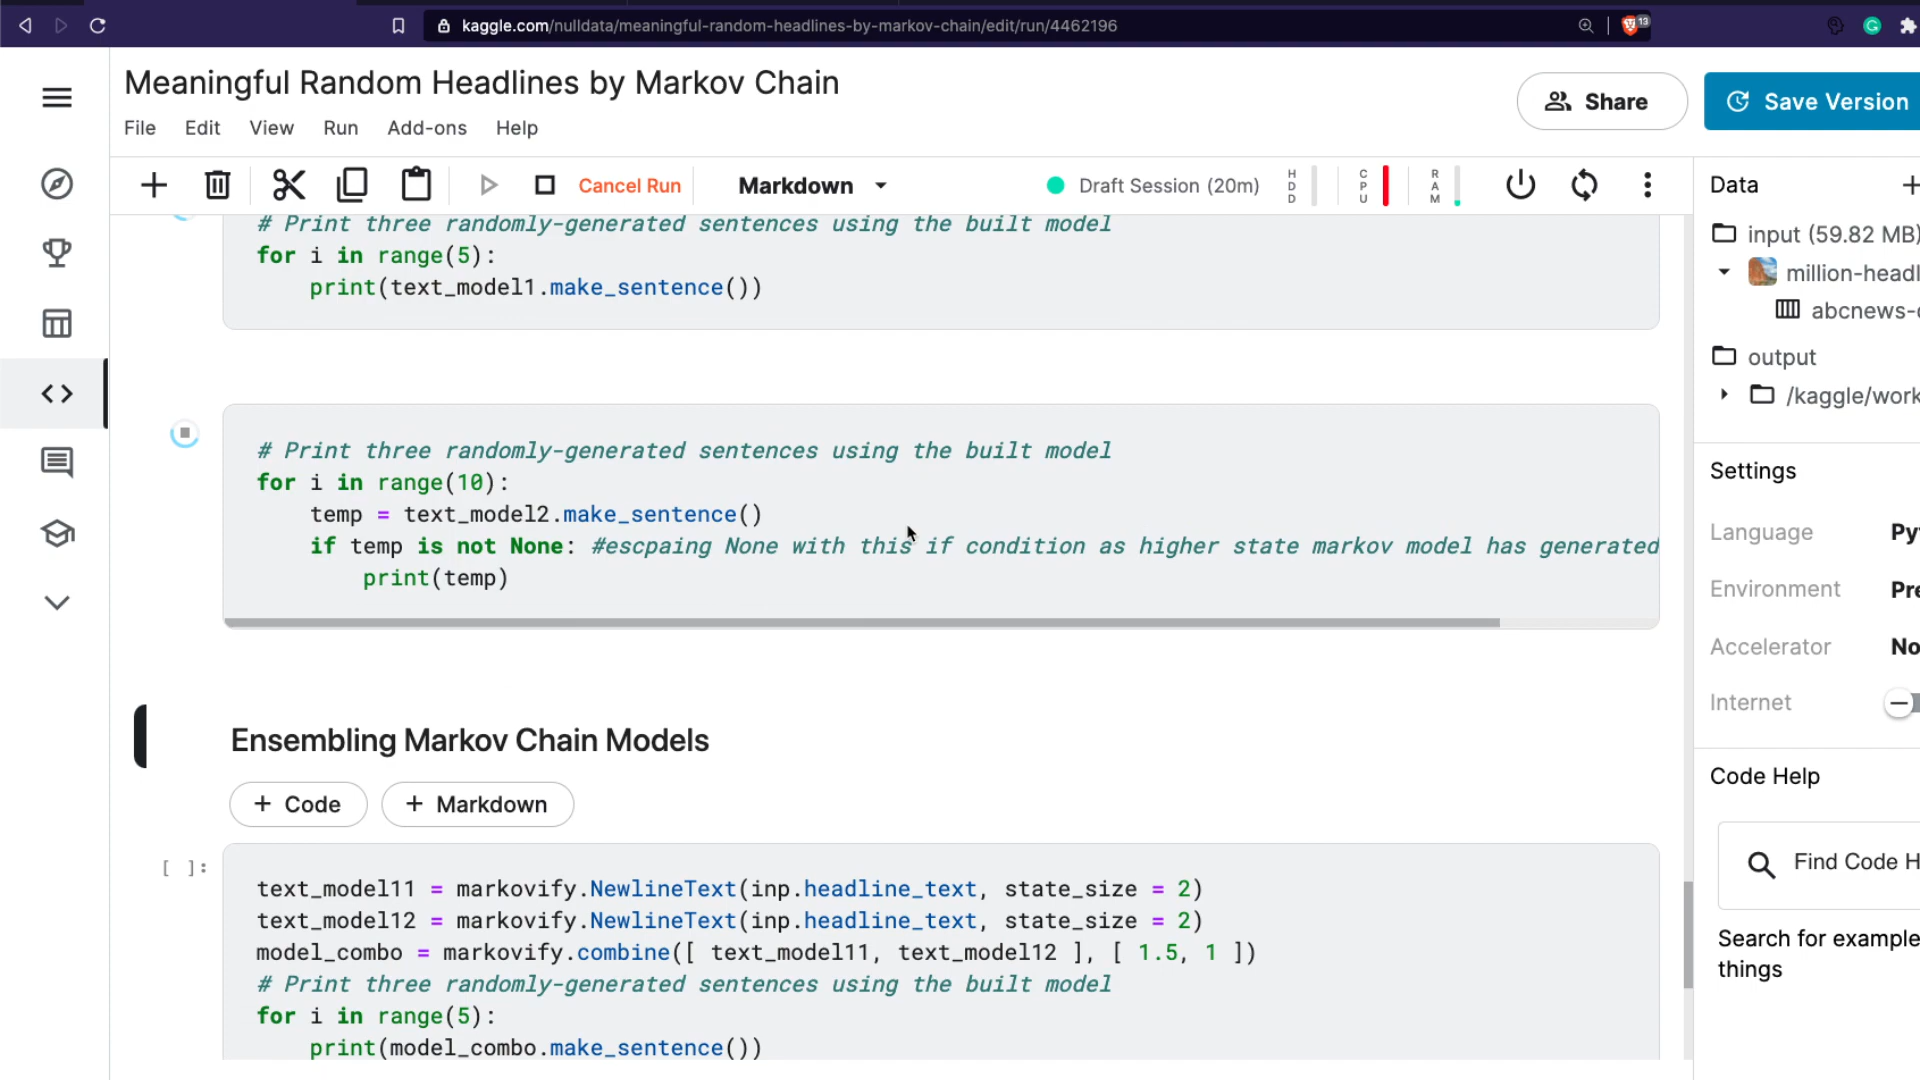 kaggle.com/nulldata/meaningful-random-headlines-by-markov-chain/edit/run/4462196
13
Meaningful Random Headlines by Markov Chain
File Edit View Run Add-ons Help
Share
Save Version
Cancel Run
Markdown
Draft Session (20m)
HDD
CPU
RAM
# Print three randomly-generated sentences using the built model
for i in range(5):
    print(text_model1.make_sentence())
# Print three randomly-generated sentences using the built model
for i in range(10):
    temp = text_model2.make_sentence()
    if temp is not None: #escpaing None with this if condition as higher state markov model has generated
        print(temp)
Ensembling Markov Chain Models
+ Code
+ Markdown
[ ]:
text_model11 = markovify.NewlineText(inp.headline_text, state_size = 2)
text_model12 = markovify.NewlineText(inp.headline_text, state_size = 2)
model_combo = markovify.combine([ text_model11, text_model12 ], [ 1.5, 1 ])
# Print three randomly-generated sentences using the built model
for i in range(5):
    print(model_combo.make_sentence())
Data
input (59.82 MB)
million-headl
abcnews-
output
/kaggle/work
Settings
Language Py
Environment Pre
Accelerator No
Internet
Code Help
Find Code H
Search for example
things